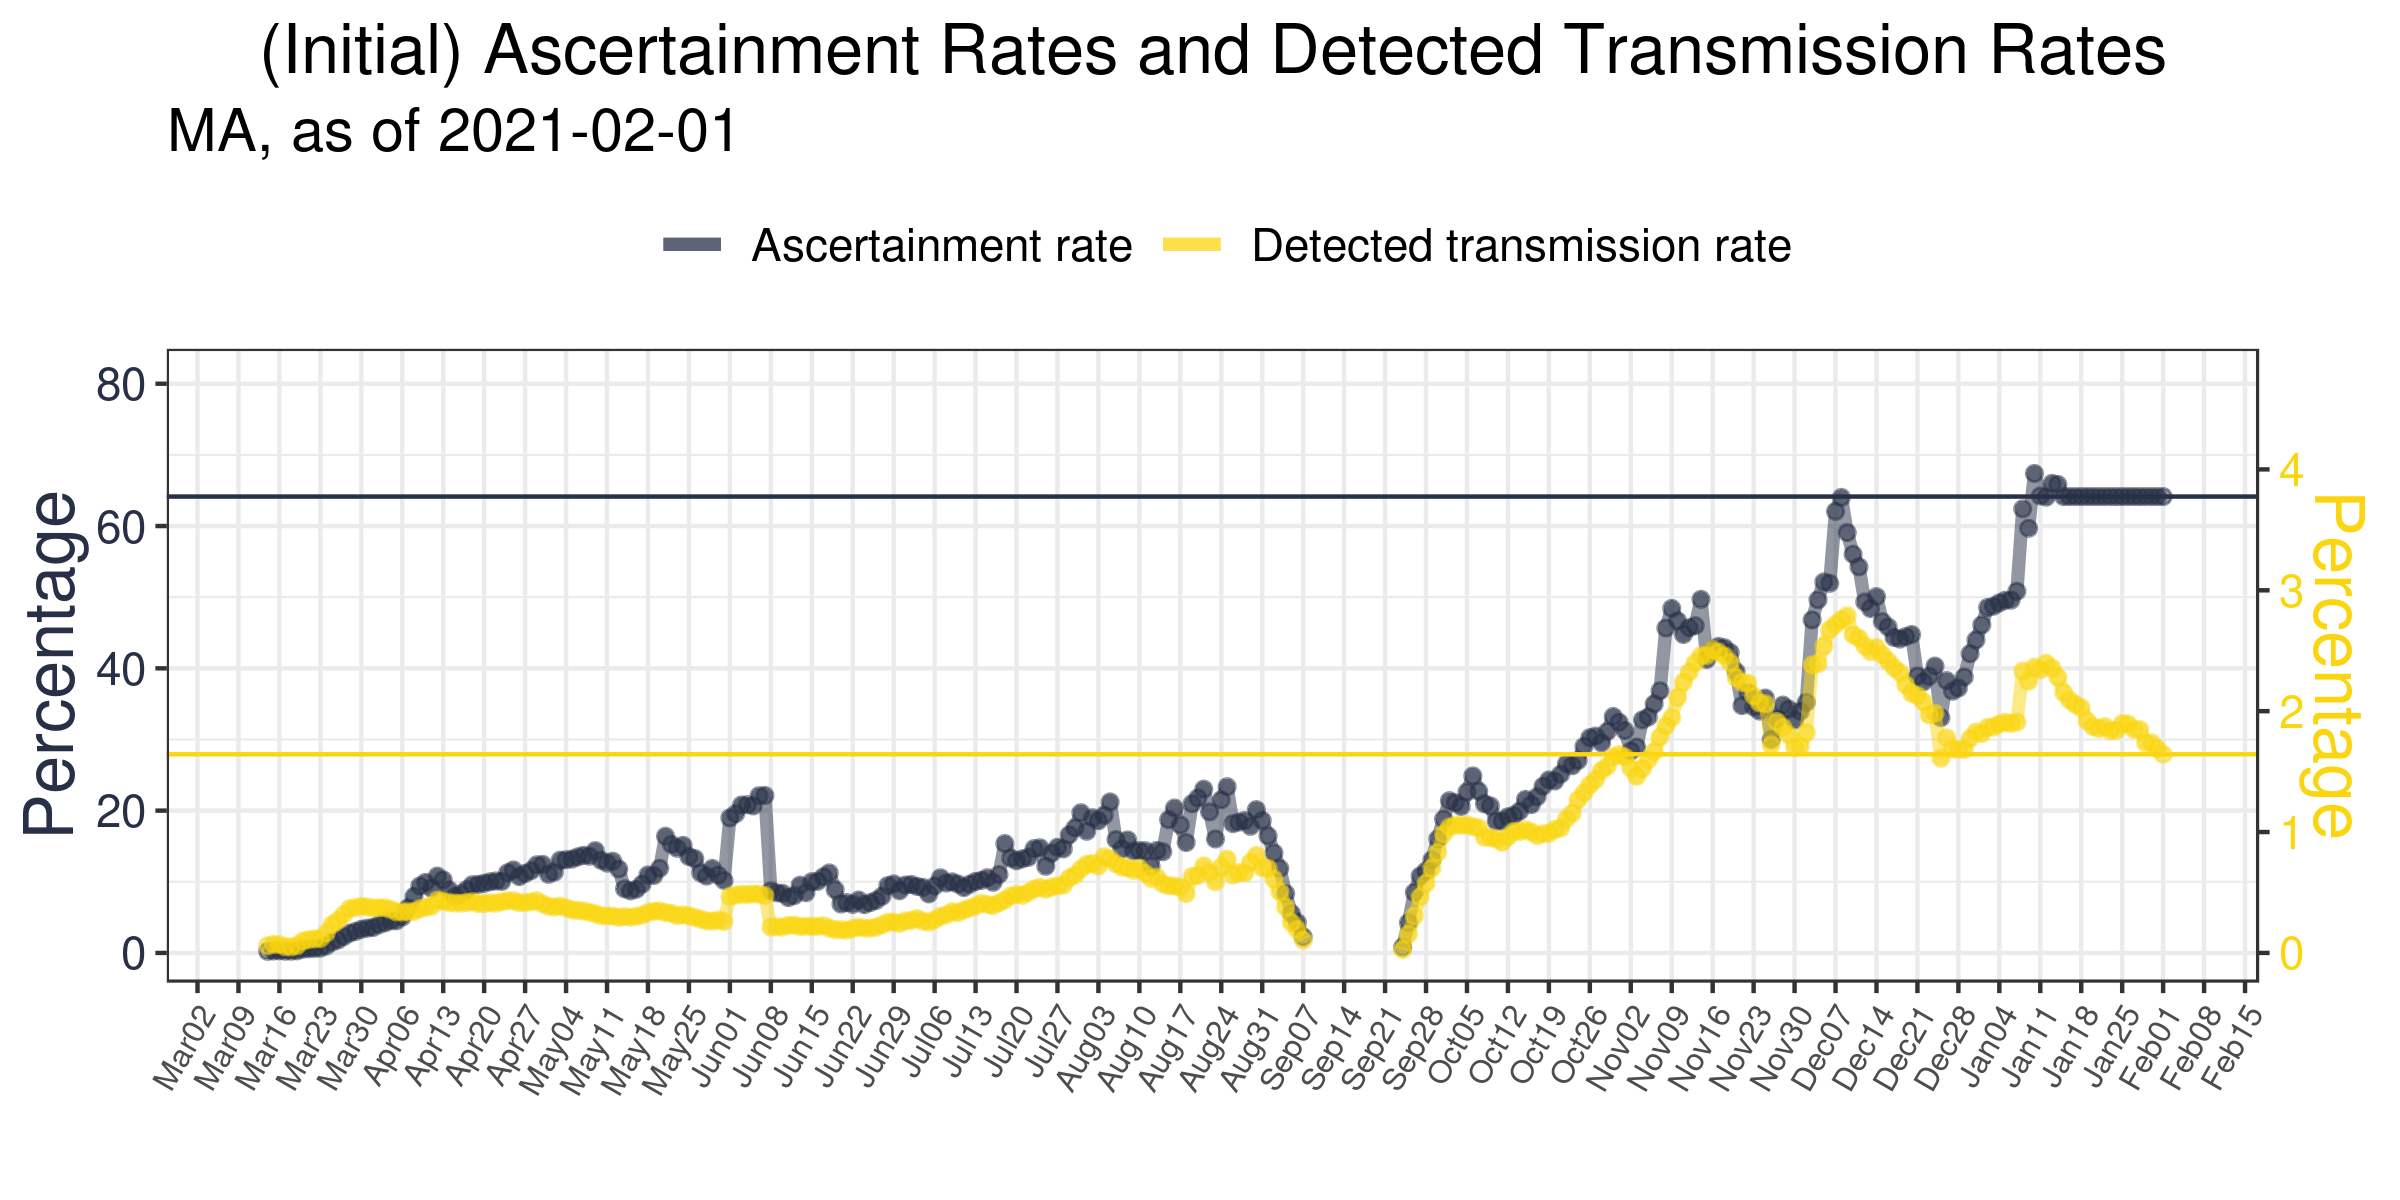 (Initial) Ascertainment Rates and Detected Transmission Rates
MA, as of 2021-02-01
Ascertainment rate Detected transmission rate
Percentage
80
60
40
20
0
4
3
2
1
0
Percentage
Mar02 Mar09 Mar16 Mar23 Mar30 Apr06 Apr13 Apr20 Apr27 May04 May11 May18 May25 Jun01 Jun08 Jun15 Jun22 Jun29 Jul06 Jul13 Jul20 Jul27 Aug03 Aug10 Aug17 Aug24 Aug31 Sep07 Sep14 Sep21 Sep28 Oct05 Oct12 Oct19 Oct26 Nov02 Nov09 Nov16 Nov23 Nov30 Dec07 Dec14 Dec21 Dec28 Jan04 Jan11 Jan18 Jan25 Feb01 Feb08 Feb15